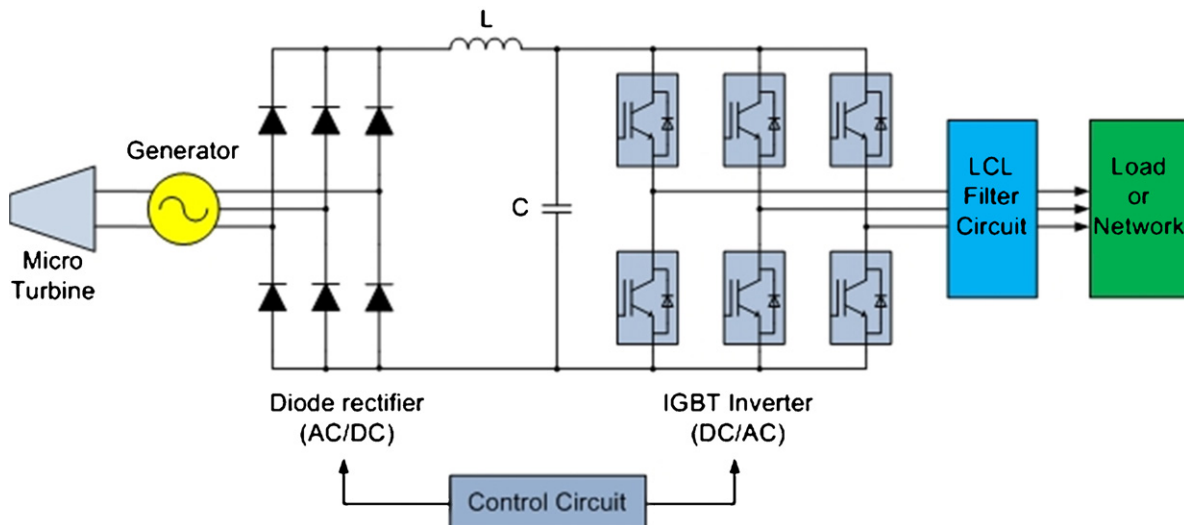 L
Generator
C
Micro
Turbine
LCL
Filter
Circuit
Load
or
Network
Diode rectifier
(AC/DC)
IGBT Inverter
(DC/AC)
Control Circuit